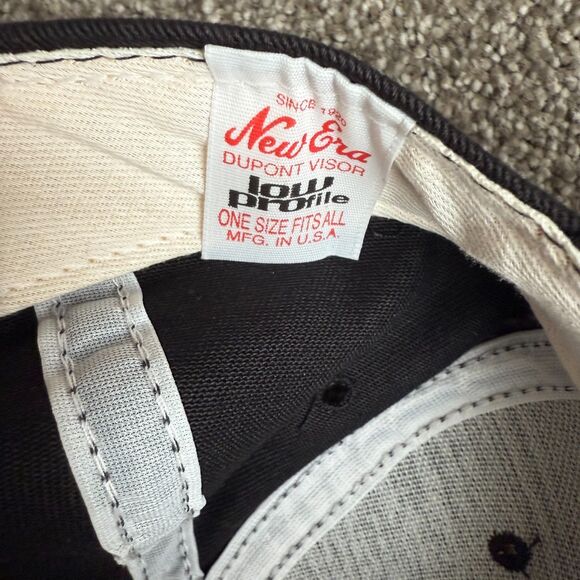 SINCE 1920
New Era
DUPONT VISOR
low
profile
ONE SIZE FITS ALL
MFG. IN U.S.A.